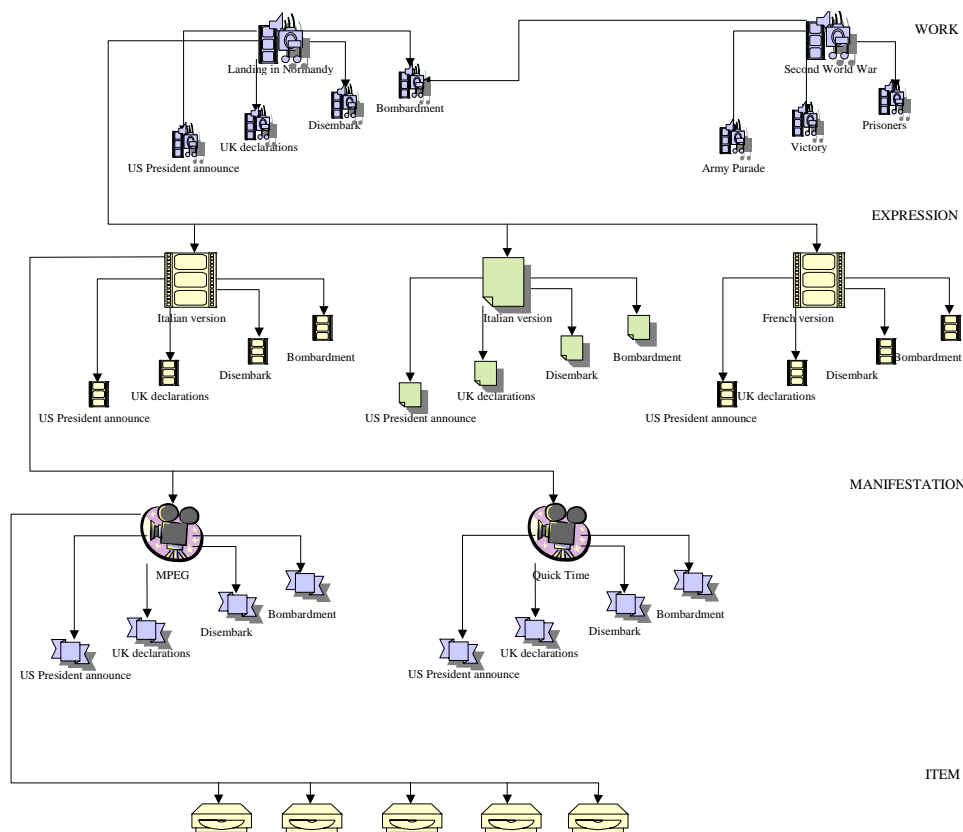 WORK
Landing in Normandy
Second World War
Bombardment
Disembark
Prisoners
UK declarations
Victory
US President announce
Army Parade
EXPRESSION
Italian version
Italian version
French version
Bombardment
Bombardment
Bombardment
Disembark
Disembark
Disembark
UK declarations
UK declarations
UK declarations
US President announce
US President announce
US President announce
MANIFESTATION
MPEG
Quick Time
Bombardment
Bombardment
Disembark
Disembark
UK declarations
UK declarations
US President announce
US President announce
ITEM